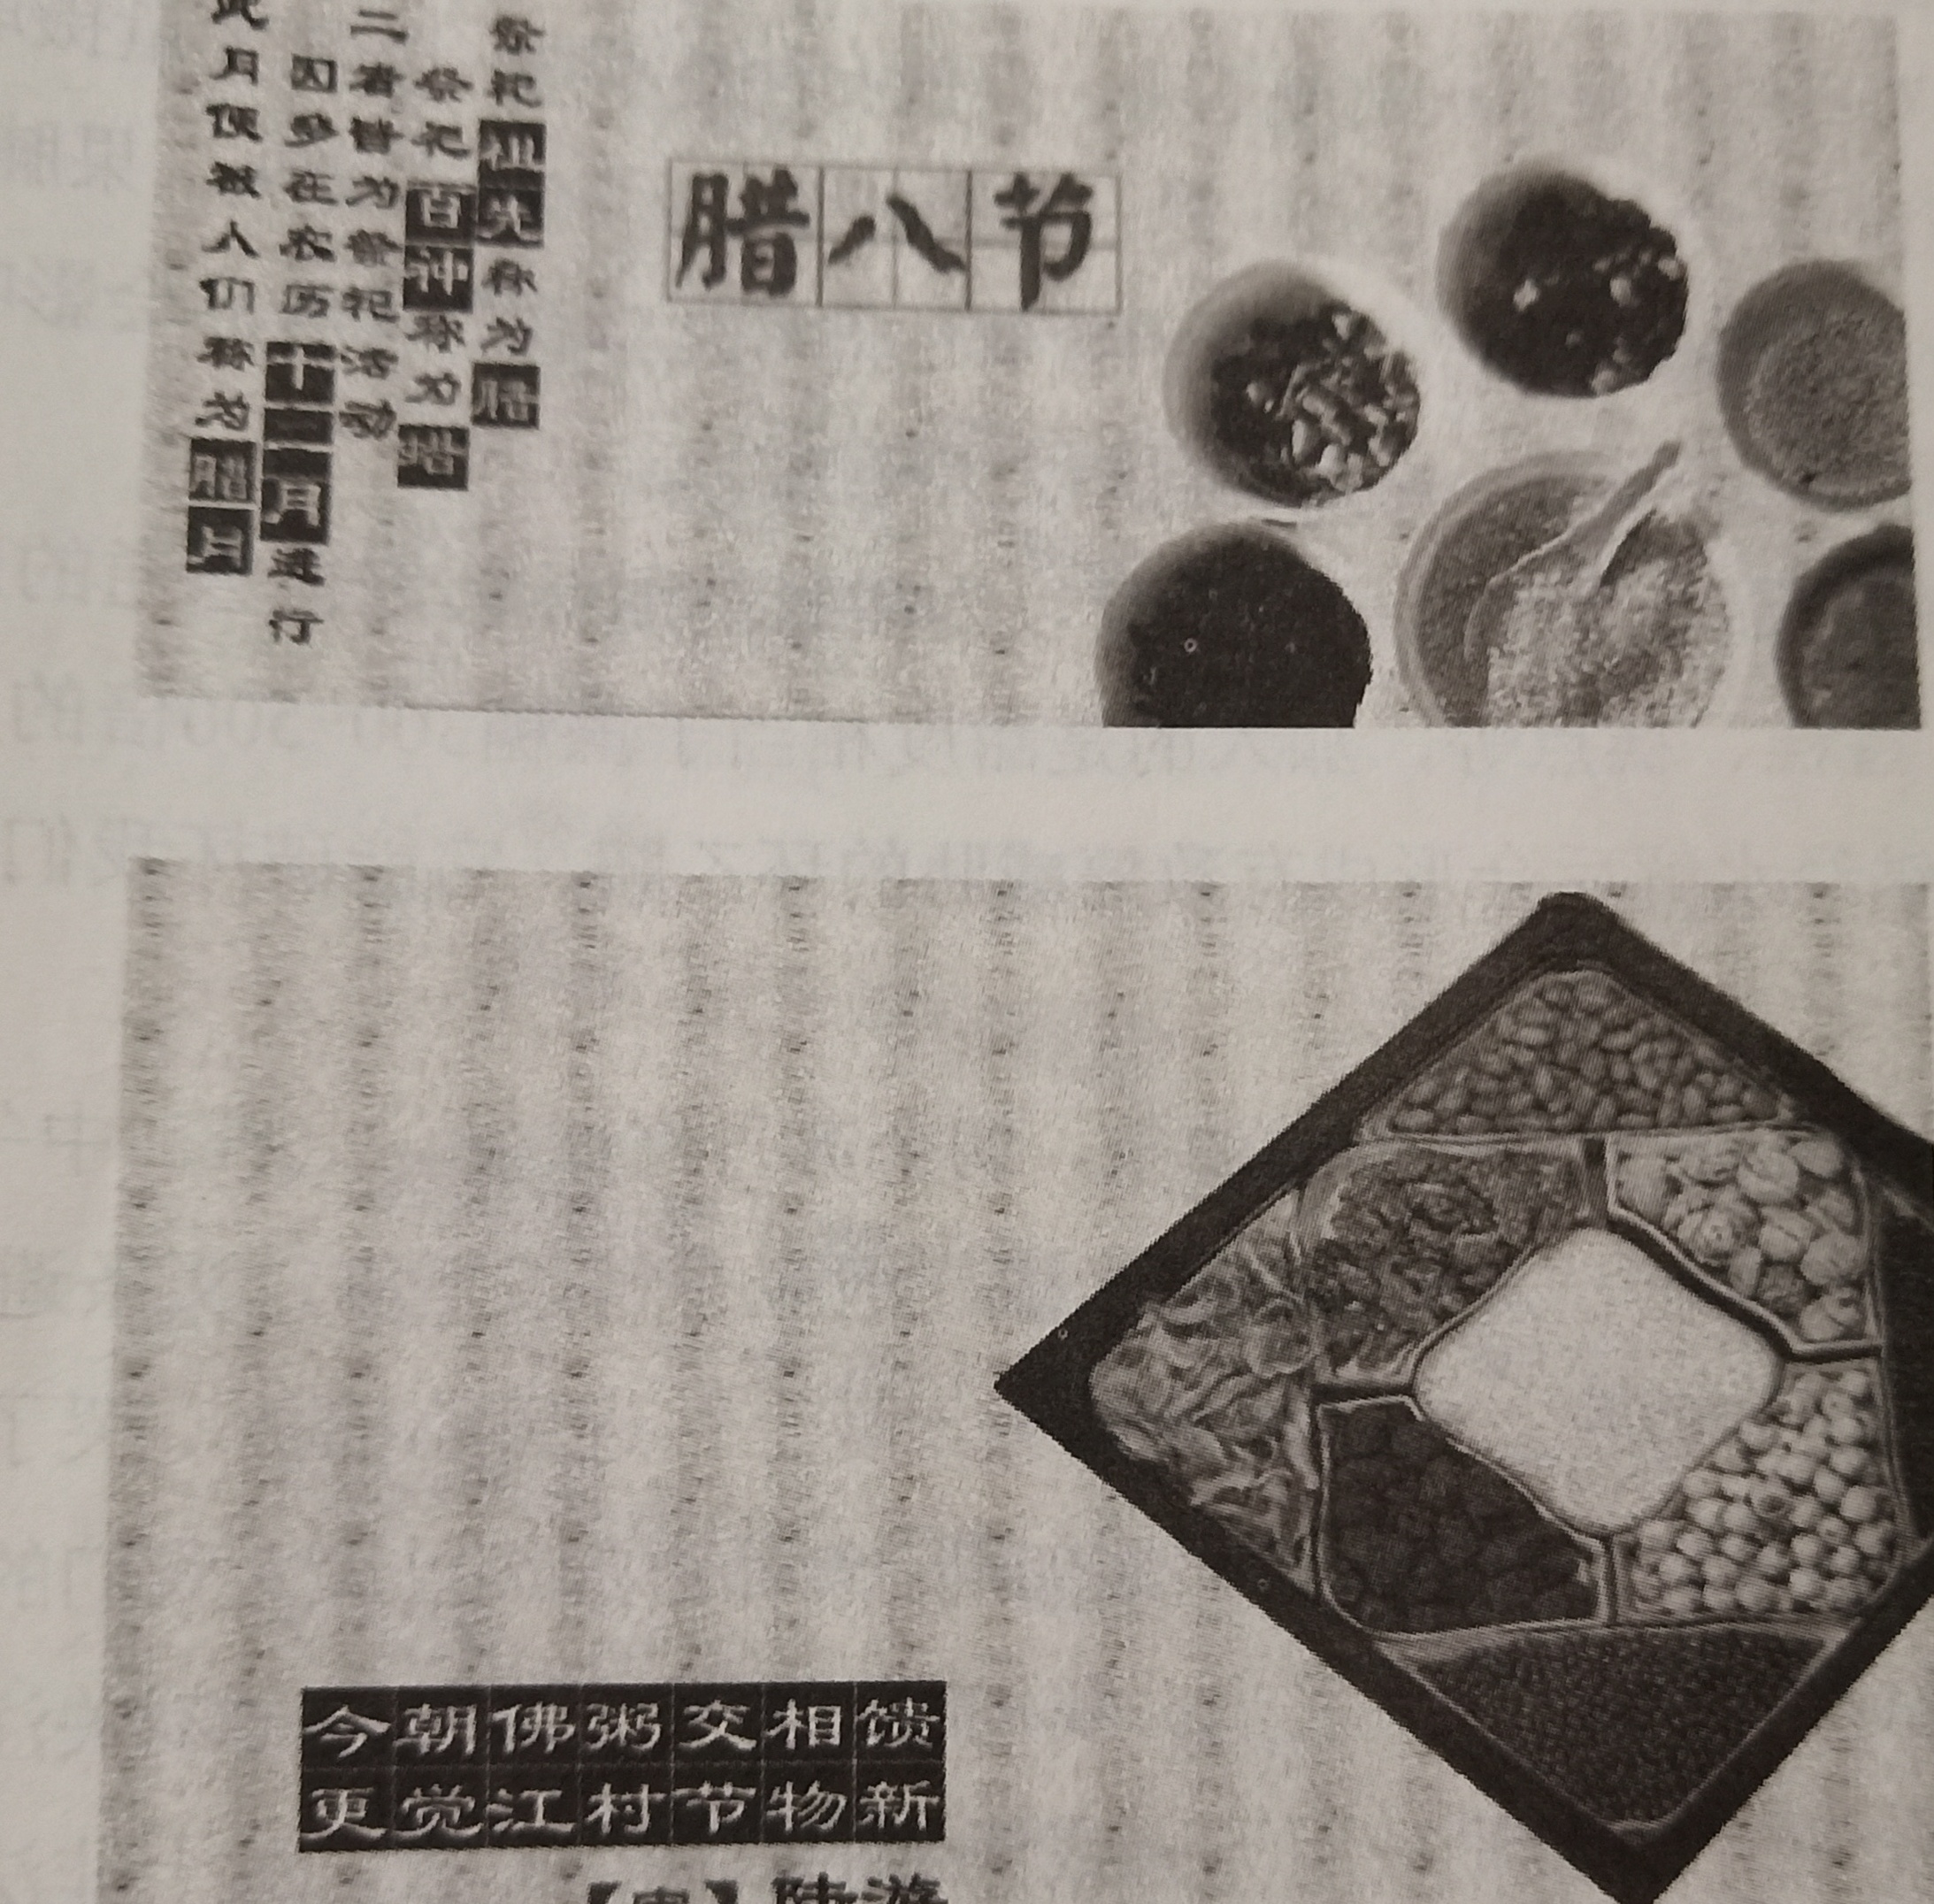 腊八节
祭祀祖先称为腊
祭祀百神称为蜡
二者皆为祭祀活动
因多在农历十二月进行
此月便被人们称为腊月
今朝佛粥交相馈
更觉江村节物新
陆游